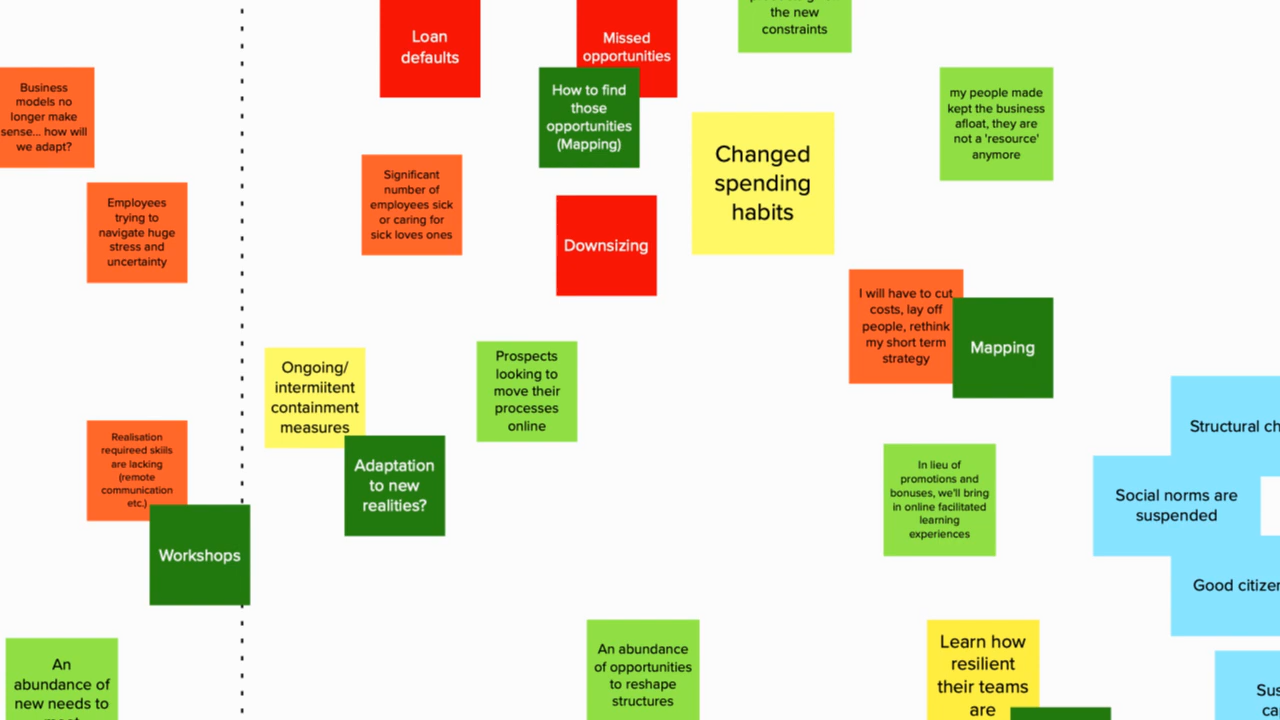 the new
constraints
Loan
defaults
Missed
opportunities
Business
models no
longer make
sense... how will
we adapt?
How to find
those
opportunities
(Mapping)
my people made
kept the business
afloat, they are
not a 'resource'
anymore
Changed
spending
habits
Significant
number of
employees sick
or caring for
sick loves ones
Employees
trying to
navigate huge
stress and
uncertainty
Downsizing
I will have to cut
costs, lay off
people, rethink
my short term
strategy
Mapping
Ongoing/
intermiitent
containment
measures
Prospects
looking to
move their
processes
online
Structural
Realisation
requireed skills
are lacking
(remote
communication
etc.)
Adaptation
to new
realities?
In lieu of
promotions and
bonuses, we'll bring
in online facilitated
learning
experiences
Social norms are
suspended
Workshops
Good
An
abundance of
new needs to
An abundance
of opportunities
to reshape
structures
Learn how
resilient
their teams
are